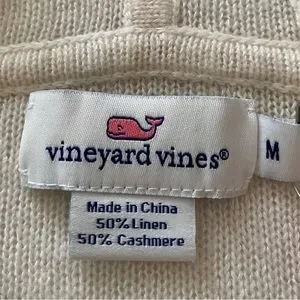 vineyard vines®
M
Made in China
50% Linen
50% Cashmere